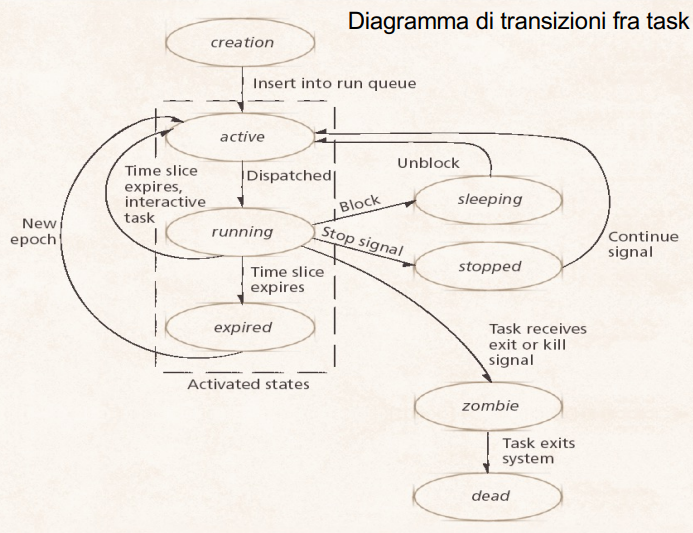 Diagramma di transizioni fra task
creation
Insert into run queue
active
Time slice
expires,
interactive
task
Dispatched
Unblock
Block
sleeping
New
epoch
running
Stop signal
stopped
Continue
signal
Time slice
expires
expired
Activated states
Task receives
exit or kill
signal
zombie
Task exits
system
dead